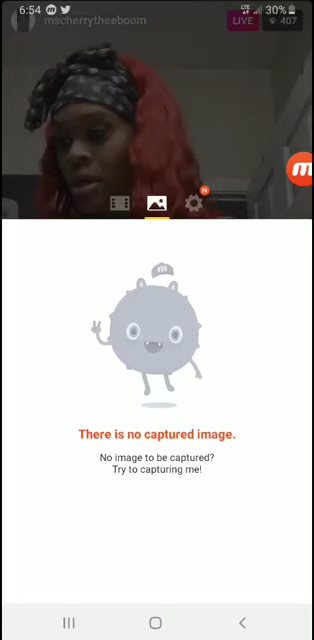 6:54
LTE
30%
mscherrytheeboom
LIVE
407
N
m
m
There is no captured image.
No image to be captured?
Try to capturing me!